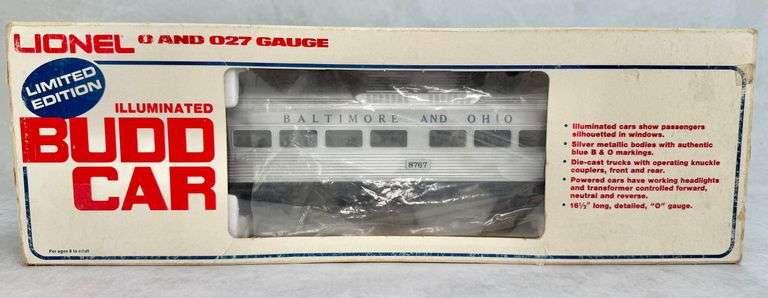 LIONEL O AND O27 GAUGE
LIMITED
EDITION
ILLUMINATED
BUDD
CAR
For ages 8 to adult
BALTIMORE AND OHIO
8767
• Illuminated cars show passengers
silhouetted in windows.
• Silver metallic bodies with authentic
blue B & O markings.
• Die-cast trucks with operating knuckle
couplers, front and rear.
• Powered cars have working headlights
and transformer controlled forward,
neutral and reverse.
• 16½" long, detailed, "O" gauge.